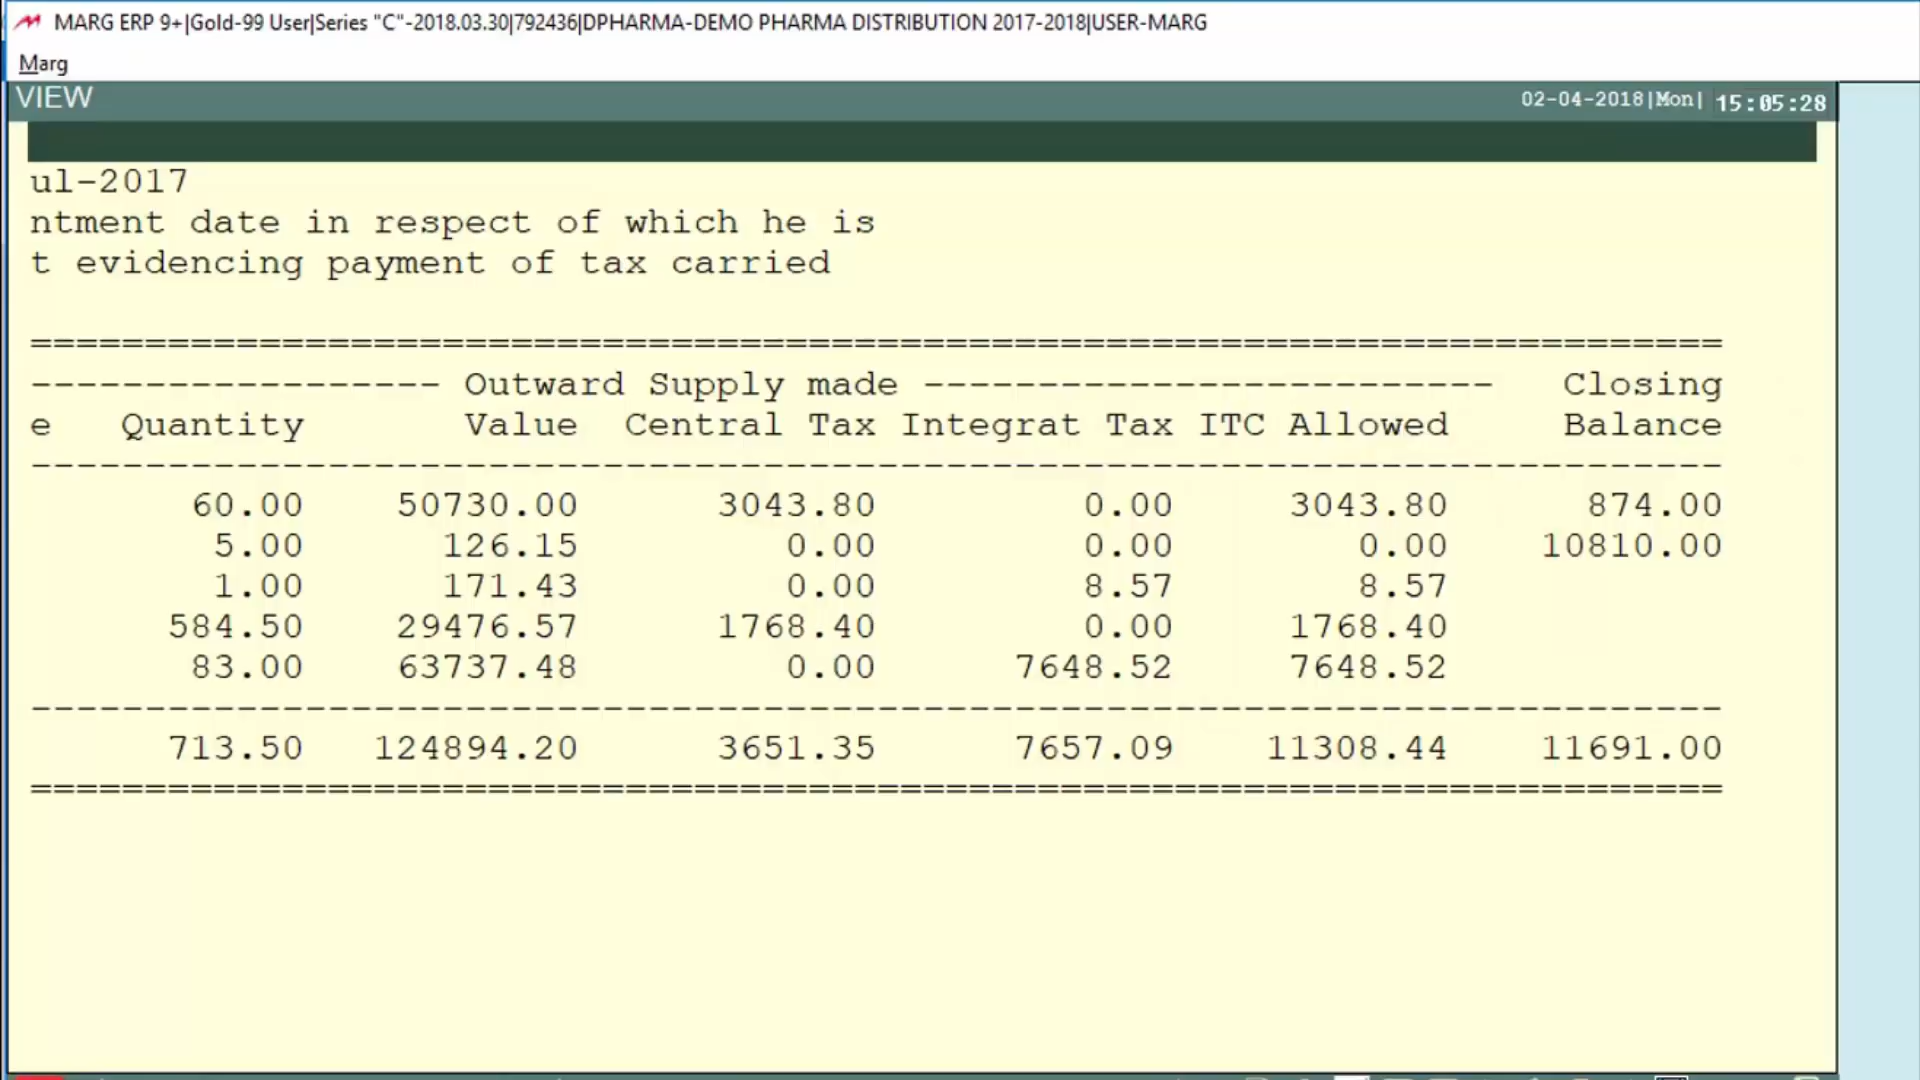 MARG ERP 9+|Gold-99 User|Series "C"-2018.03.30|792436|DPHARMA-DEMO PHARMA DISTRIBUTION 2017-2018|USER-MARG
Marg
VIEW 02-04-2018|Mon| 15:05:28
ul-2017
ntment date in respect of which he is
t evidencing payment of tax carried
==========================================================================
------------------ Outward Supply made ------------------------- Closing
e Quantity Value Central Tax Integrat Tax ITC Allowed Balance
--------------------------------------------------------------------------
60.00 50730.00 3043.80 0.00 3043.80 874.00
5.00 126.15 0.00 0.00 0.00 10810.00
1.00 171.43 0.00 8.57 8.57
584.50 29476.57 1768.40 0.00 1768.40
83.00 63737.48 0.00 7648.52 7648.52
--------------------------------------------------------------------------
713.50 124894.20 3651.35 7657.09 11308.44 11691.00
==========================================================================